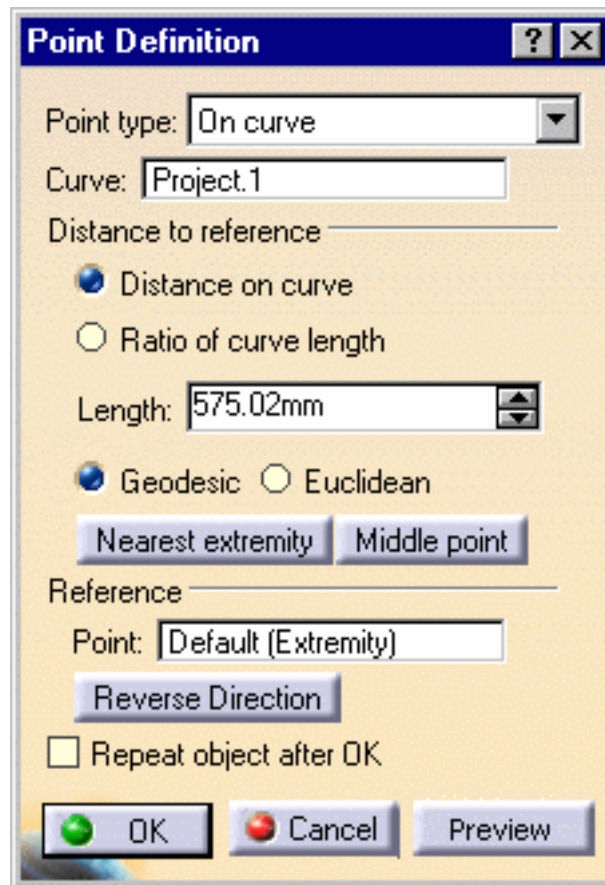 Point Definition ? X
Point type: On curve
Curve: Project.1
Distance to reference
Distance on curve
Ratio of curve length
Length: 575.02mm
Geodesic Euclidean
Nearest extremity Middle point
Reference
Point: Default (Extremity)
Reverse Direction
Repeat object after OK
OK Cancel Preview